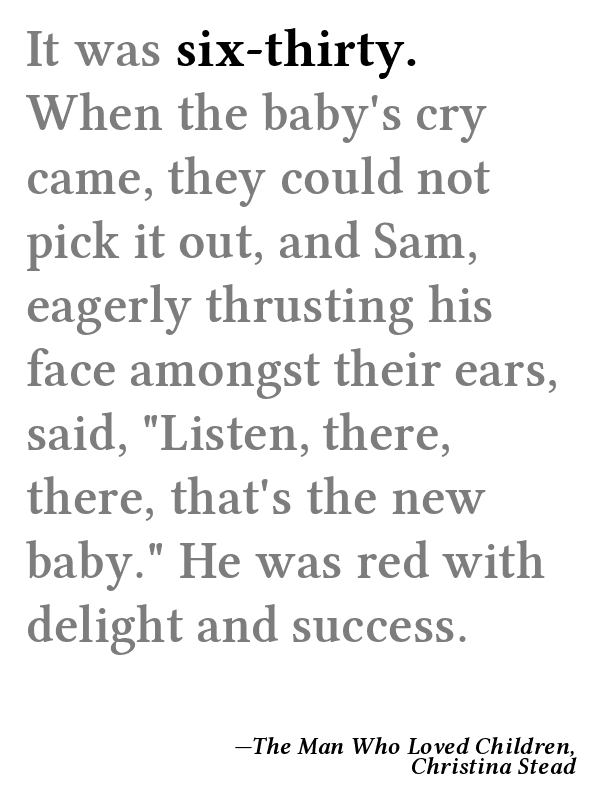 It was six-thirty.
When the baby's cry
came, they could not
pick it out, and Sam,
eagerly thrusting his
face amongst their ears,
said, "Listen, there,
there, that's the new
baby." He was red with
delight and success.
—The Man Who Loved Children,
Christina Stead